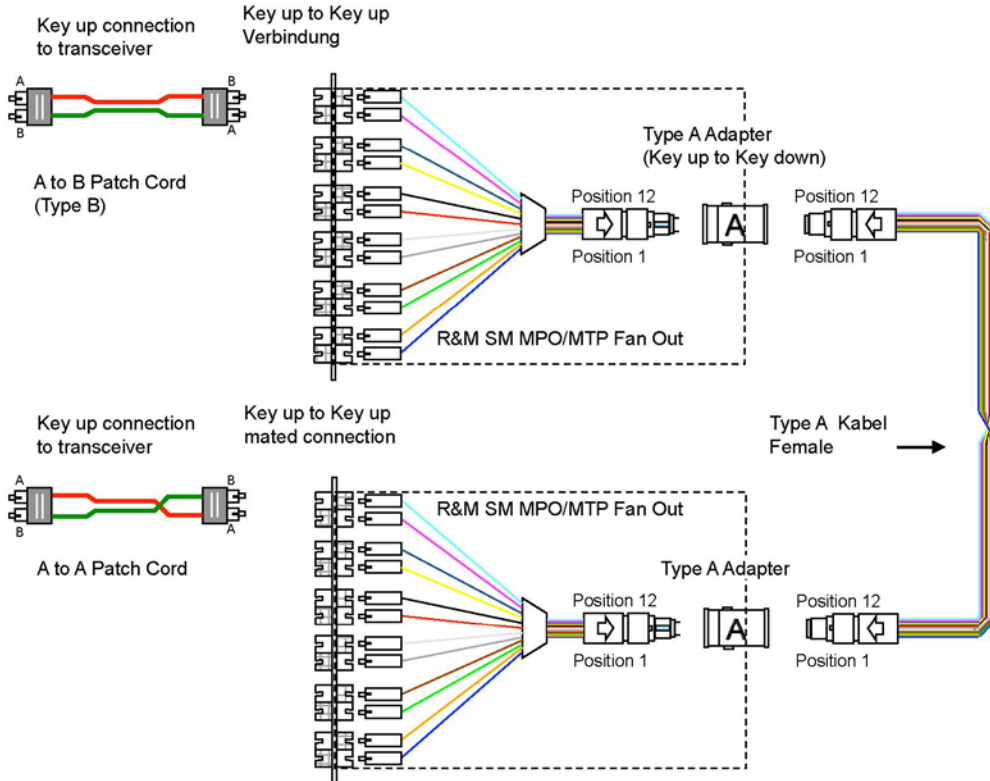 Key up connection
to transceiver
Key up to Key up
Verbindung
A
B
B
A
A to B Patch Cord
(Type B)
Type A Adapter
(Key up to Key down)
Position 12
Position 12
A
Position 1
Position 1
R&M SM MPO/MTP Fan Out
Key up connection
to transceiver
Key up to Key up
mated connection
Type A Kabel
Female
A
B
B
A
A to A Patch Cord
R&M SM MPO/MTP Fan Out
Type A Adapter
Position 12
Position 12
A
Position 1
Position 1